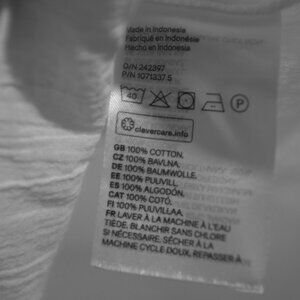 Made in Indonesia
Fabriqué en Indonésie
Hecho en Indonesia
O/N 242397
P/N 1071337.5
40
P
clevercare.info
GB 100% COTTON.
CZ 100% BAVLNA.
DE 100% BAUMWOLLE.
EE 100% PUUVILL.
ES 100% ALGODÓN.
CAT 100% COTÓ.
FI 100% PUUVILLAA.
FR LAVER À LA MACHINE À L'EAU
TIÈDE, BLANCHIR SANS CHLORE
SI NÉCESSAIRE, SÉCHER À LA
MACHINE CYCLE DOUX, REPASSER À